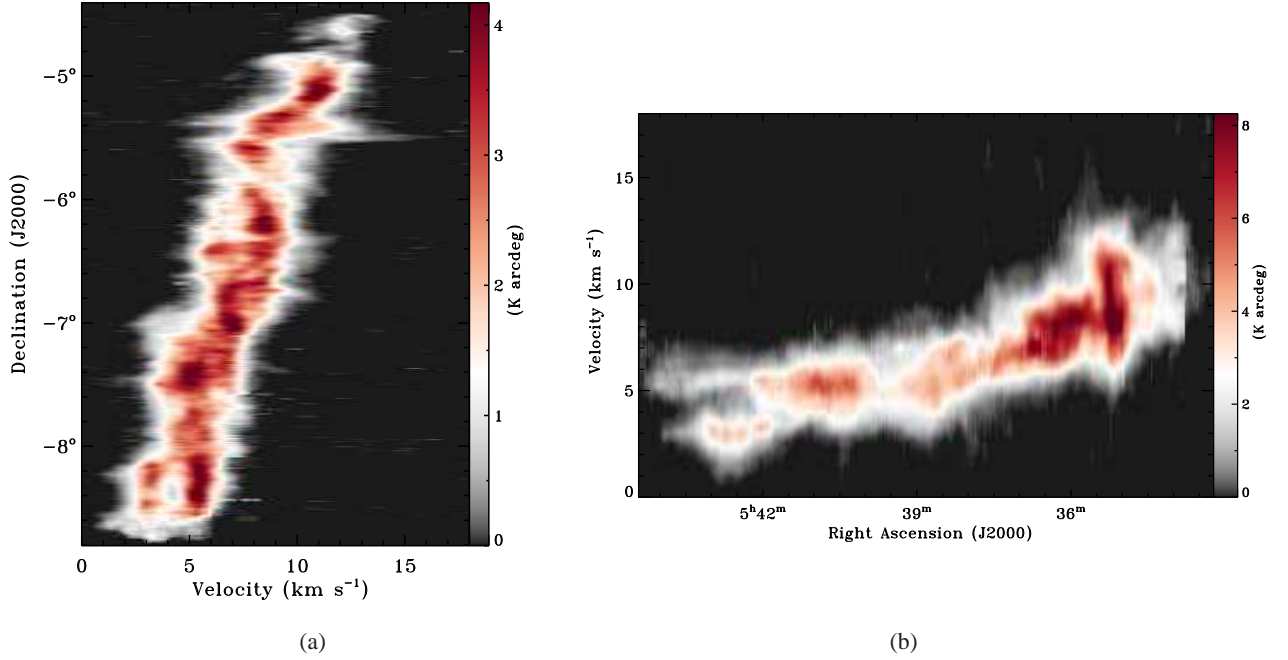 4
3
2
1
0
(K arcdeg)
−5°
−6°
−7°
−8°
Declination (J2000)
0 5 10 15
Velocity (km s⁻¹)
(a)
15
10
5
0
Velocity (km s⁻¹)
8
6
4
2
0
(K arcdeg)
5ʰ42ᵐ 39ᵐ 36ᵐ
Right Ascension (J2000)
(b)